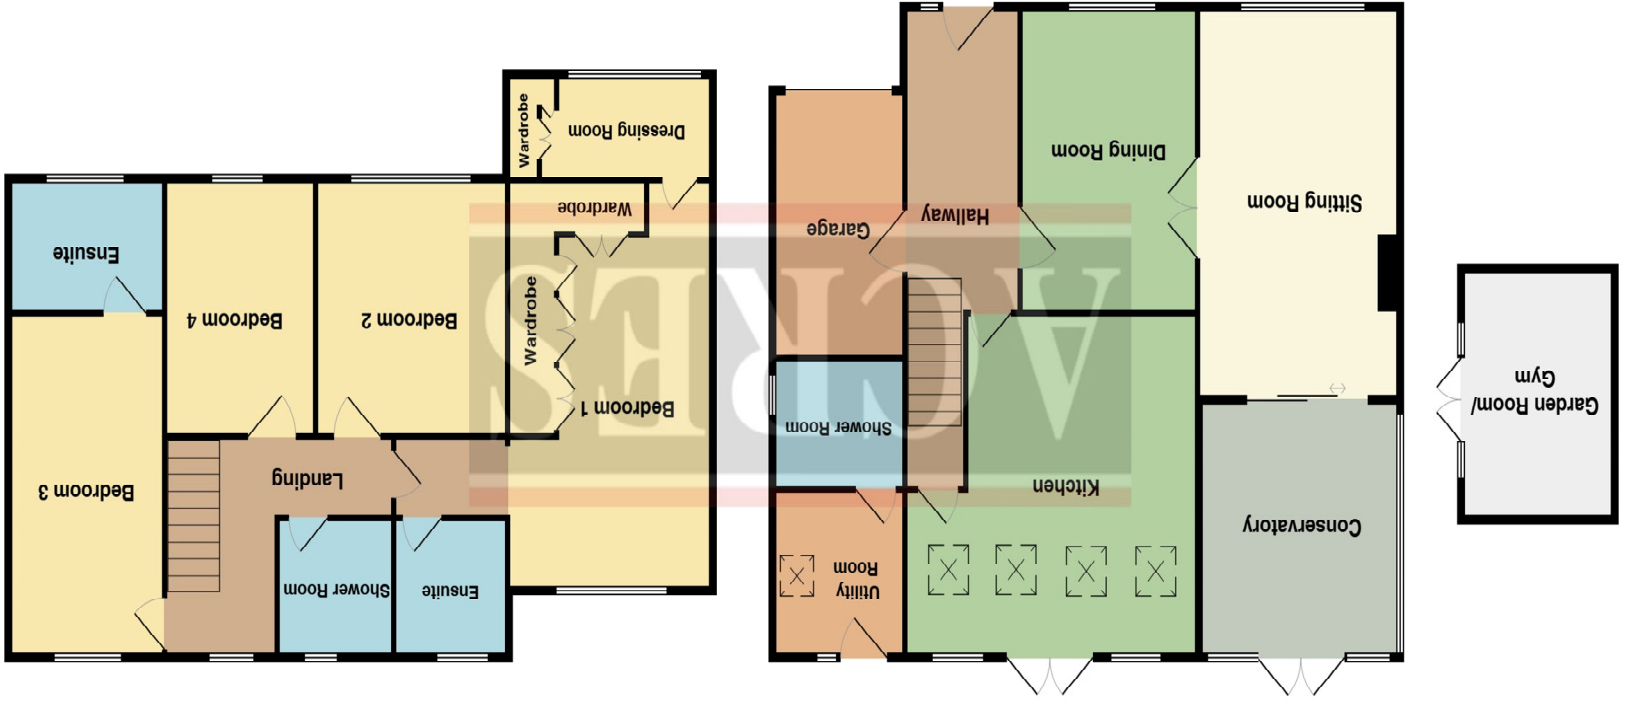 Garden Room/
Gym
Conservatory
Kitchen
Utility
Room
Shower Room
Sitting Room
Dining Room
Hallway
Garage
Ensuite
Shower Room
Bedroom 3
Landing
Bedroom 1
Wardrobe
Bedroom 2
Bedroom 4
Ensuite
Wardrobe
Dressing Room
Wardrobe
ACRES